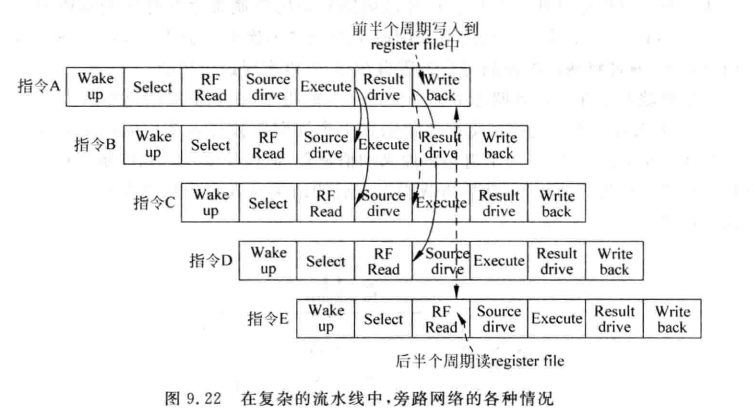 前半个周期写入到
register file中
指令A Wake up Select RF Read Source dirve Execute Result drive Write back
指令B Wake up Select RF Read Source drive Execute Result drive Write back
指令C Wake up Select RF Read Source drive Execute Result drive Write back
指令D Wake up Select RF Read Source dirve Execute Result drive Write back
指令E Wake up Select RF Read Source dirve Execute Result drive Write back
后半个周期读register file
图 9.22 在复杂的流水线中,旁路网络的各种情况